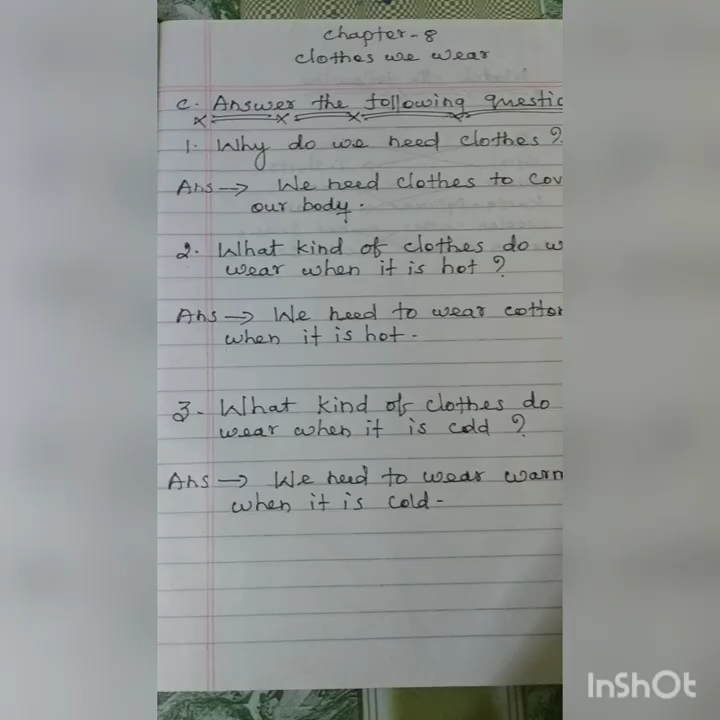 Chapter-8
clothes we wear
C. Answer the following questic
1. Why do we need clothes?
Ans → We need clothes to cov
our body.
2. What kind of clothes do w
wear when it is hot?
Ans → We need to wear cotton
when it is hot.
3. What kind of clothes do
wear when it is cold?
Ans → We need to wear warm
when it is cold.
InShOt